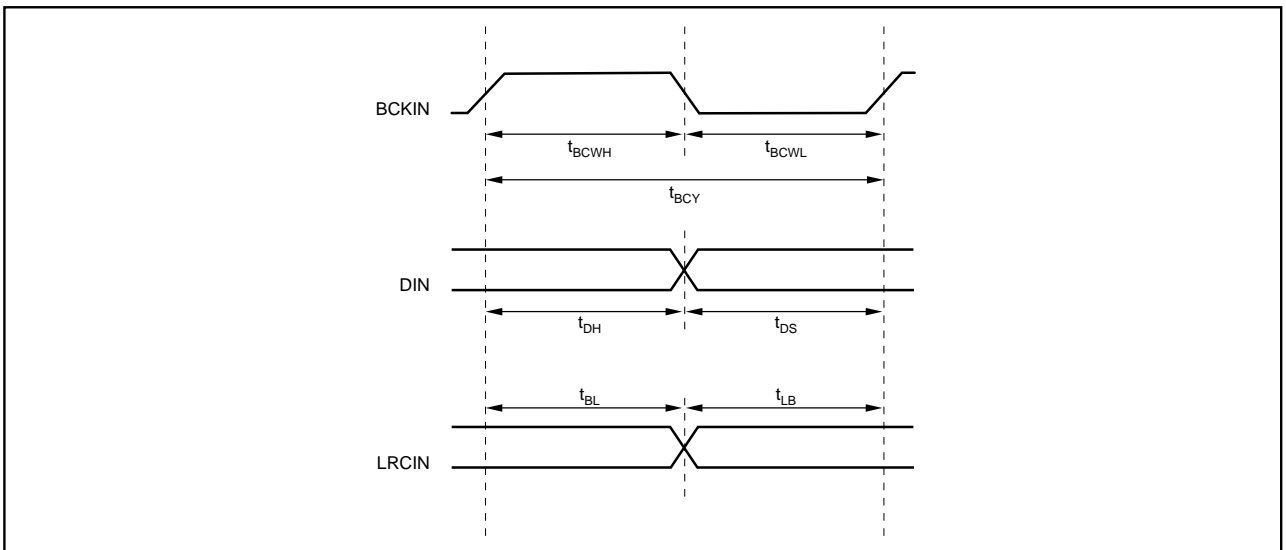 BCKIN
tBCWH tBCWL
tBCY
DIN
tDH tDS
tBL tLB
LRCIN